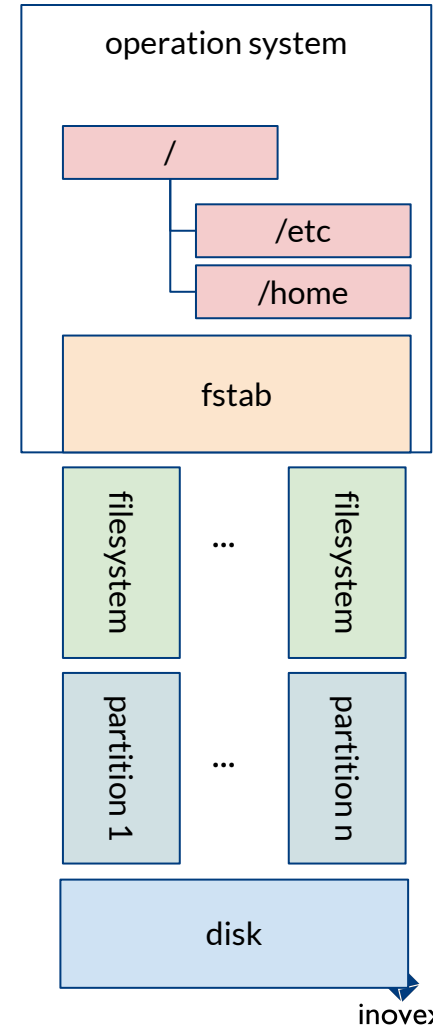 operation system
/
/etc
/home
fstab
filesystem
...
filesystem
partition 1
...
partition n
disk
inovex